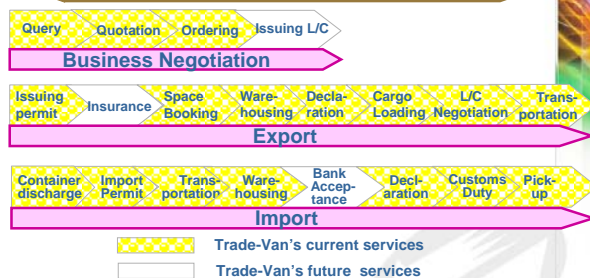 Query Quotation Ordering Issuing L/C
Business Negotiation
Issuing permit
Insurance
Space Booking
Ware-housing
Decla-ration
Cargo Loading
L/C Negotiation
Trans-portation
Export
Container discharge
Import Permit
Trans-portation
Ware-housing
Bank Accep-tance
Decl-aration
Customs Duty
Pick-up
Import
Trade-Van's current services
Trade-Van's future services